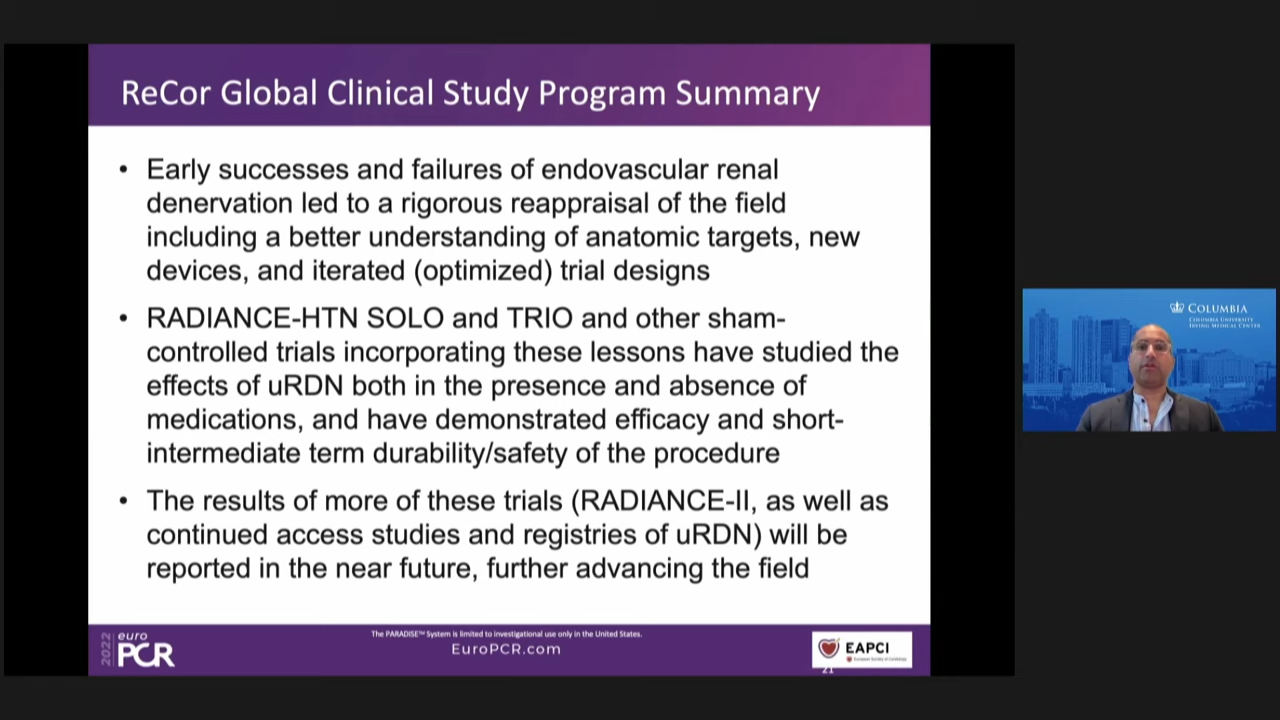 ReCor Global Clinical Study Program Summary
• Early successes and failures of endovascular renal
denervation led to a rigorous reappraisal of the field
including a better understanding of anatomic targets, new
devices, and iterated (optimized) trial designs
• RADIANCE-HTN SOLO and TRIO and other sham-
controlled trials incorporating these lessons have studied the
effects of uRDN both in the presence and absence of
medications, and have demonstrated efficacy and short-
intermediate term durability/safety of the procedure
• The results of more of these trials (RADIANCE-II, as well as
continued access studies and registries of uRDN) will be
reported in the near future, further advancing the field
2022
euro
PCR
The PARADISE™ System is limited to investigational use only in the United States.
EuroPCR.com
EAPCI
European Society of Cardiology
21
COLUMBIA
COLUMBIA UNIVERSITY
IRVING MEDICAL CENTER